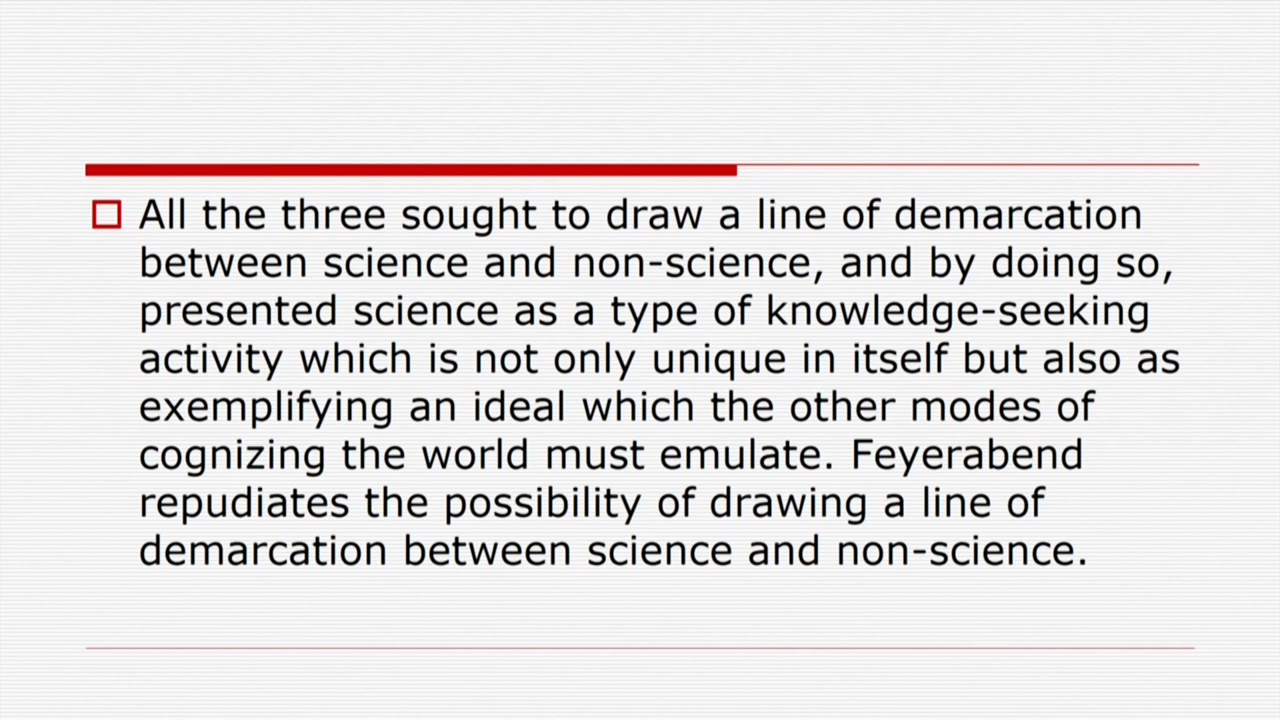 All the three sought to draw a line of demarcation
between science and non-science, and by doing so,
presented science as a type of knowledge-seeking
activity which is not only unique in itself but also as
exemplifying an ideal which the other modes of
cognizing the world must emulate. Feyerabend
repudiates the possibility of drawing a line of
demarcation between science and non-science.